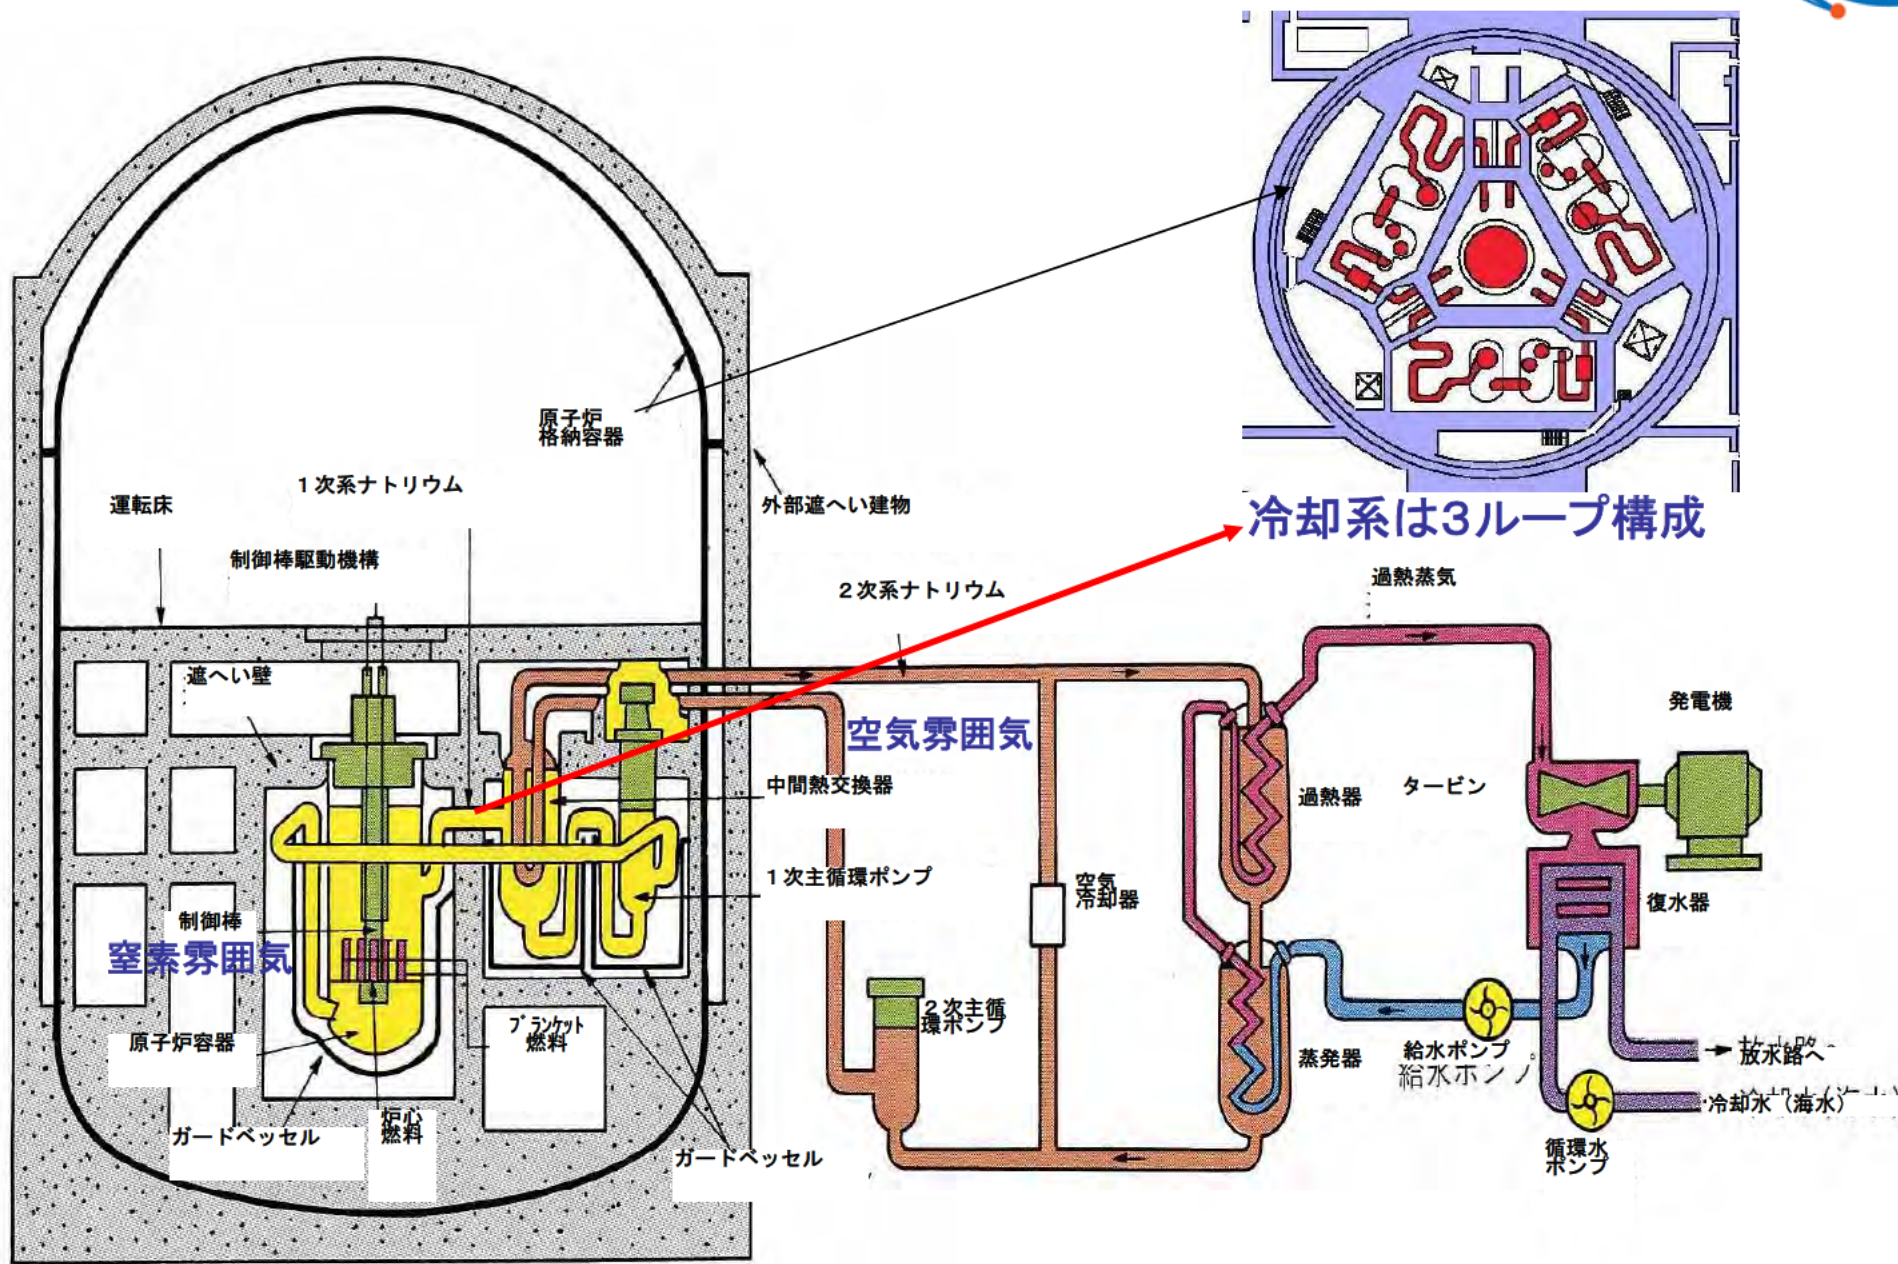 原子炉
格納容器
1次系ナトリウム
運転床
外部遮へい建物
制御棒駆動機構
冷却系は3ループ構成
過熱蒸気
2次系ナトリウム
遮へい壁
発電機
空気雰囲気
中間熱交換器
過熱器
タービン
1次主循環ポンプ
空気
冷却器
復水器
制御棒
窒素雰囲気
2次主循
環ポンプ
ブランケット
燃料
原子炉容器
蒸発器
給水ポンプ
給水ポンプ
放水路へ
冷却水(海水)
炉心
燃料
ガードベッセル
ガードベッセル
循環水
ポンプ